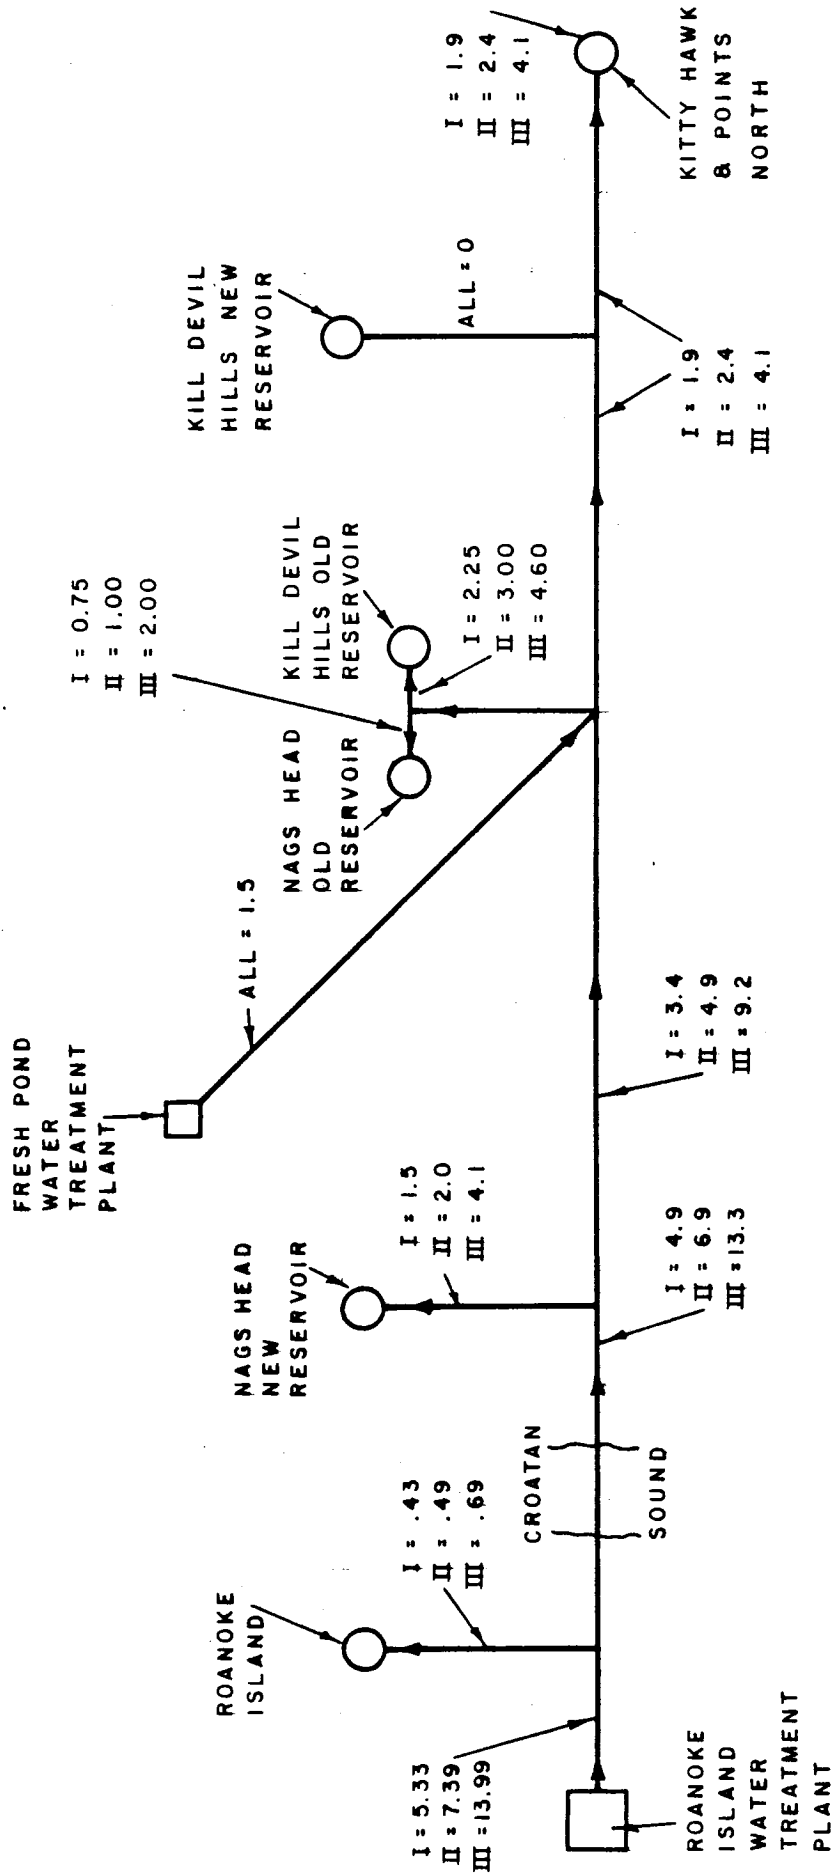 FRESH POND
WATER
TREATMENT
PLANT
I = 0.75
II = 1.00
III = 2.00
ALL = 1.5
ROANOKE
ISLAND
NAGS HEAD
NEW
RESERVOIR
NAGS HEAD
OLD
RESERVOIR
KILL DEVIL
HILLS OLD
RESERVOIR
KILL DEVIL
HILLS NEW
RESERVOIR
I = 5.33
II = 7.39
III = 13.99
I = .43
II = .49
III = .69
I = 1.5
II = 2.0
III = 4.1
I = 2.25
II = 3.00
III = 4.60
ALL = 0
I = 1.9
II = 2.4
III = 4.1
CROATAN
SOUND
ROANOKE
ISLAND
WATER
TREATMENT
PLANT
I = 4.9
II = 6.9
III = 13.3
I = 3.4
II = 4.9
III = 9.2
I = 1.9
II = 2.4
III = 4.1
KITTY HAWK
& POINTS
NORTH